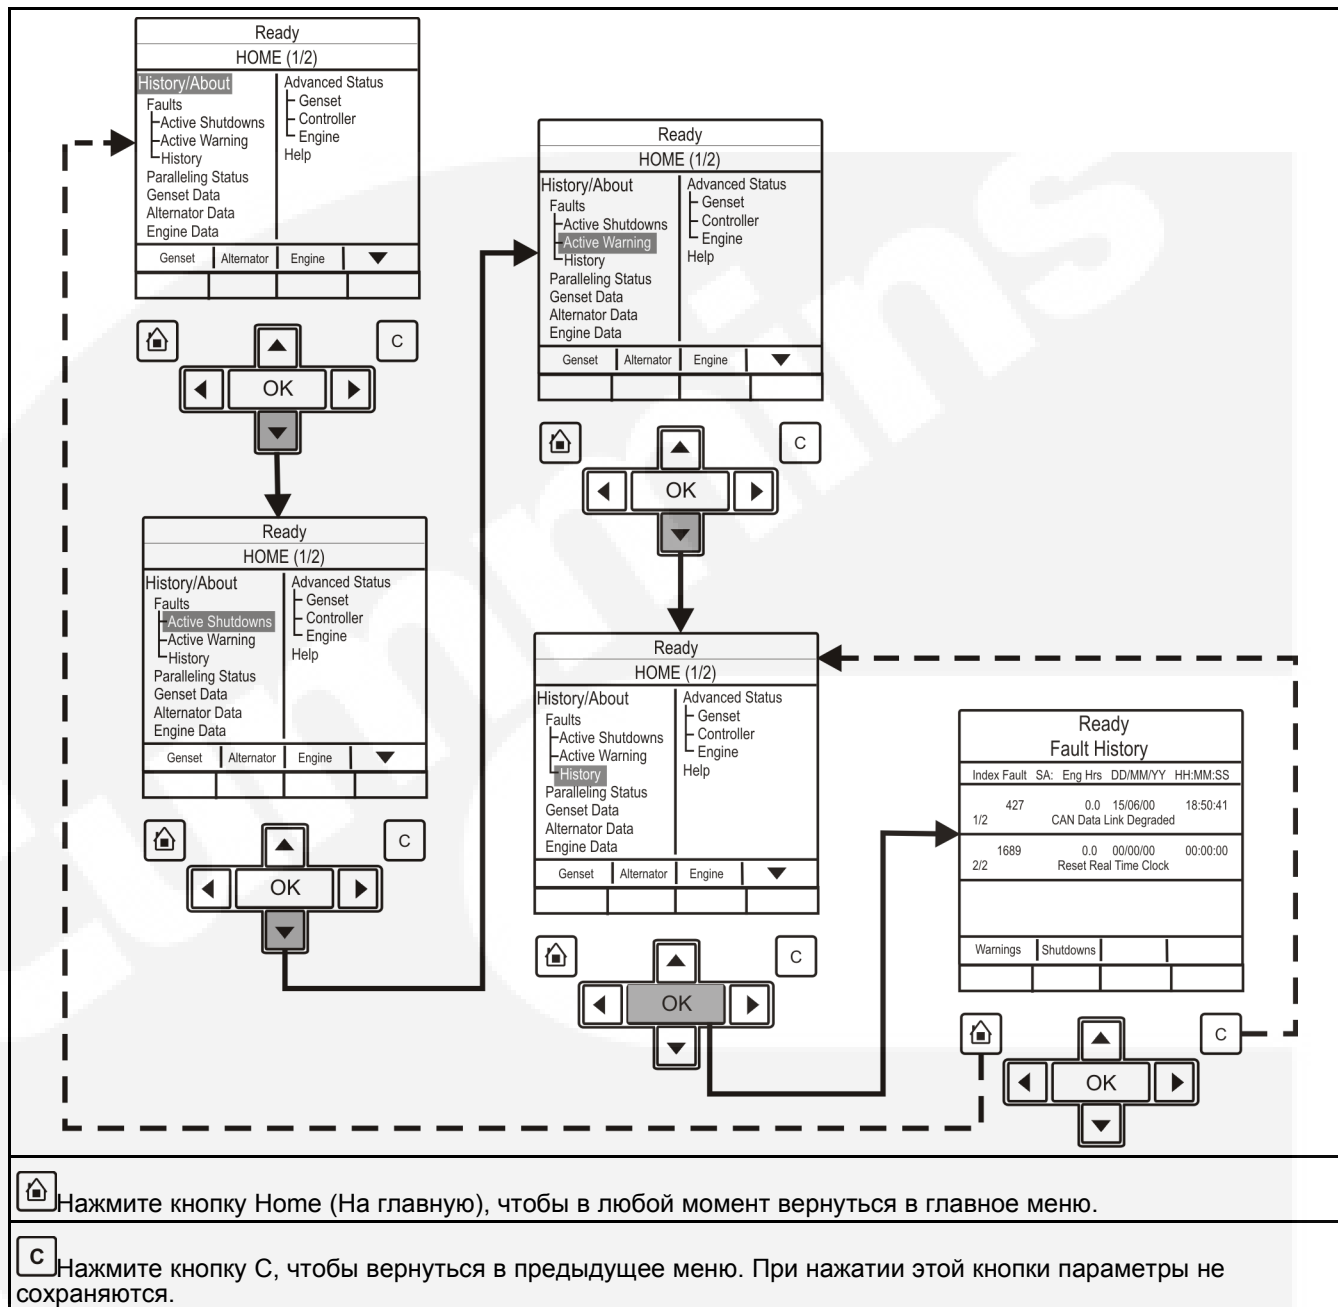 Ready
HOME (1/2)
History/About
Faults
Active Shutdowns
Active Warning
History
Paralleling Status
Genset Data
Alternator Data
Engine Data
Advanced Status
Genset
Controller
Engine
Help
Genset Alternator Engine
C
OK
Ready
HOME (1/2)
History/About
Faults
Active Shutdowns
Active Warning
History
Paralleling Status
Genset Data
Alternator Data
Engine Data
Advanced Status
Genset
Controller
Engine
Help
Genset Alternator Engine
C
OK
Ready
HOME (1/2)
History/About
Faults
Active Shutdowns
Active Warning
History
Paralleling Status
Genset Data
Alternator Data
Engine Data
Advanced Status
Genset
Controller
Engine
Help
Genset Alternator Engine
C
OK
Ready
HOME (1/2)
History/About
Faults
Active Shutdowns
Active Warning
History
Paralleling Status
Genset Data
Alternator Data
Engine Data
Advanced Status
Genset
Controller
Engine
Help
Genset Alternator Engine
C
OK
Ready
Fault History
Index Fault SA: Eng Hrs DD/MM/YY HH:MM:SS
427 0.0 15/06/00 18:50:41
1/2 CAN Data Link Degraded
1689 0.0 00/00/00 00:00:00
2/2 Reset Real Time Clock
Warnings Shutdowns
C
OK
Cummins
Нажмите кнопку Home (На главную), чтобы в любой момент вернуться в главное меню.
C Нажмите кнопку C, чтобы вернуться в предыдущее меню. При нажатии этой кнопки параметры не
сохраняются.